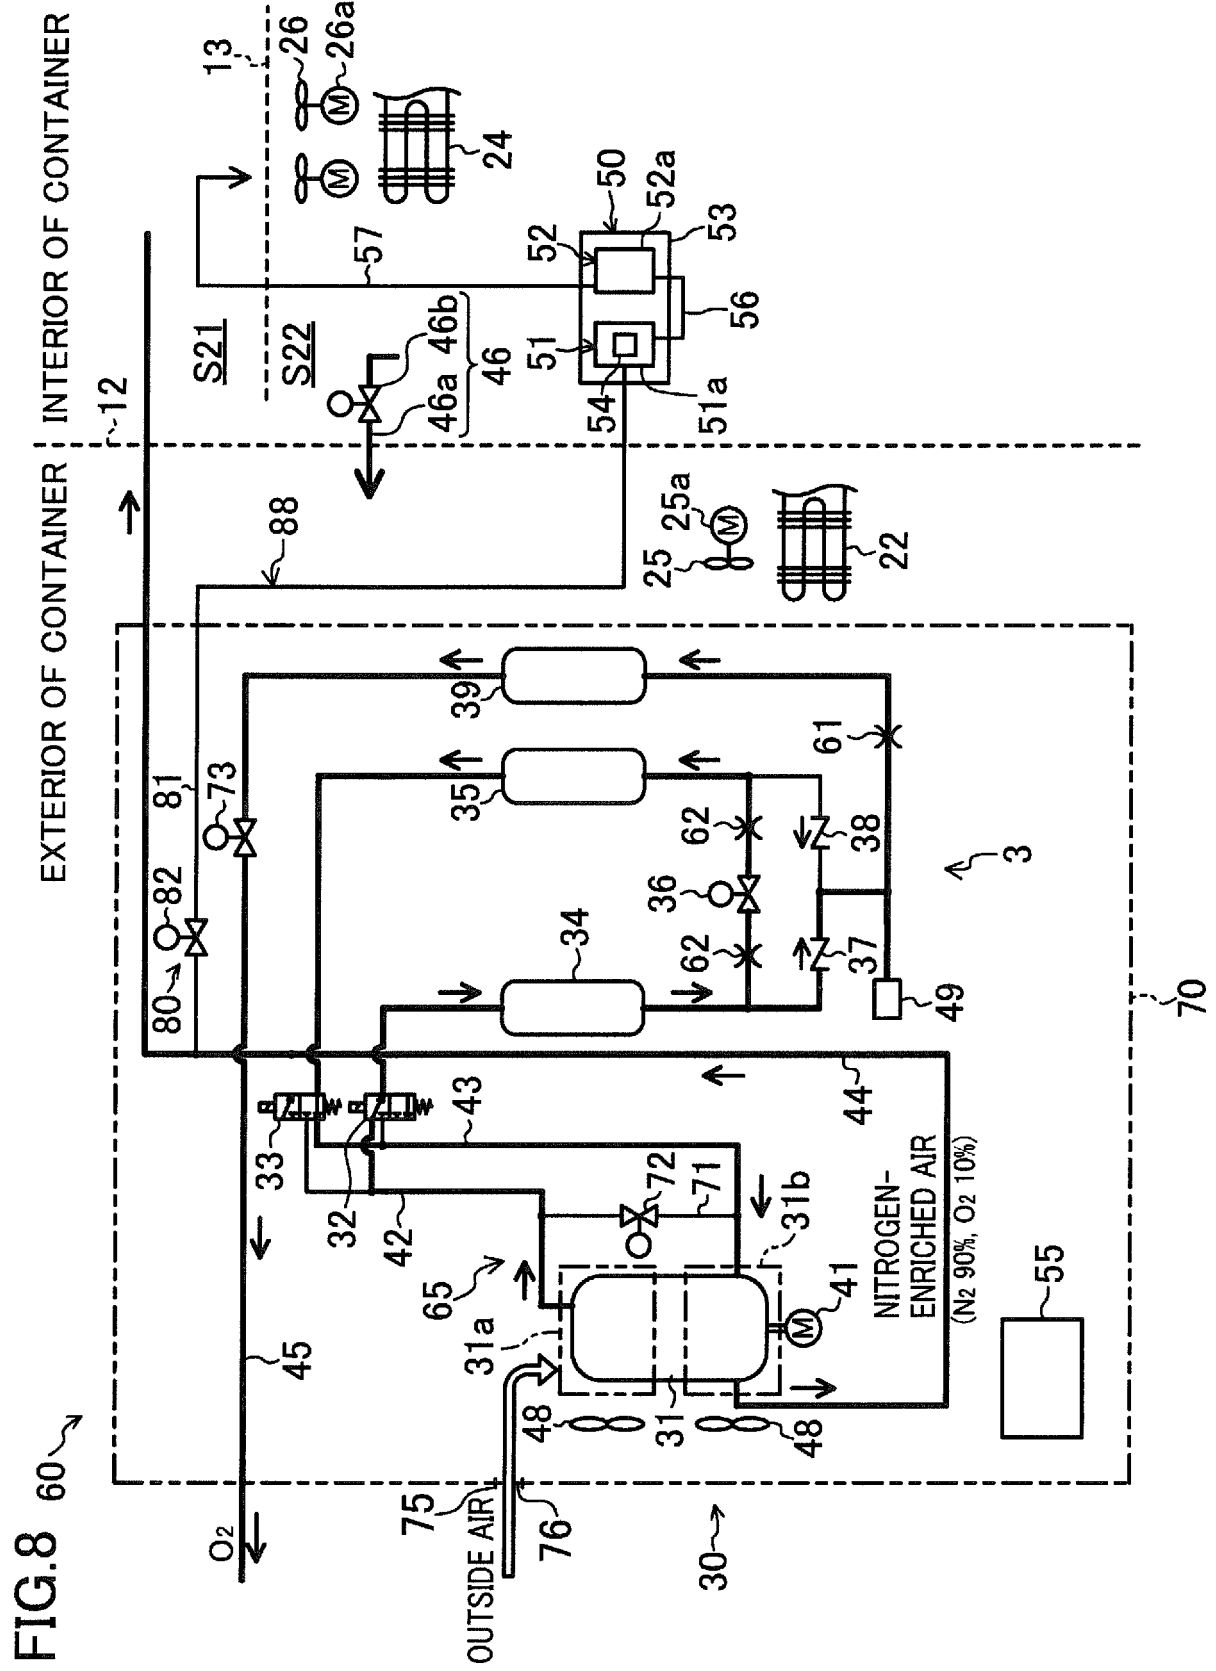 FIG.8
60
EXTERIOR OF CONTAINER
INTERIOR OF CONTAINER
12
13
26
26a
M
M
24
S21
S22
57
46b
46a
46
50
52
52a
53
51
54
51a
56
88
25
25a
M
22
81
82
80
73
39
35
34
62
62
36
61
38
37
49
3
70
33
32
43
42
44
72
71
65
31a
31b
31
41
M
48
48
45
O2
75
76
OUTSIDE AIR
30
NITROGEN-
ENRICHED AIR
(N2 90%, O2 10%)
55